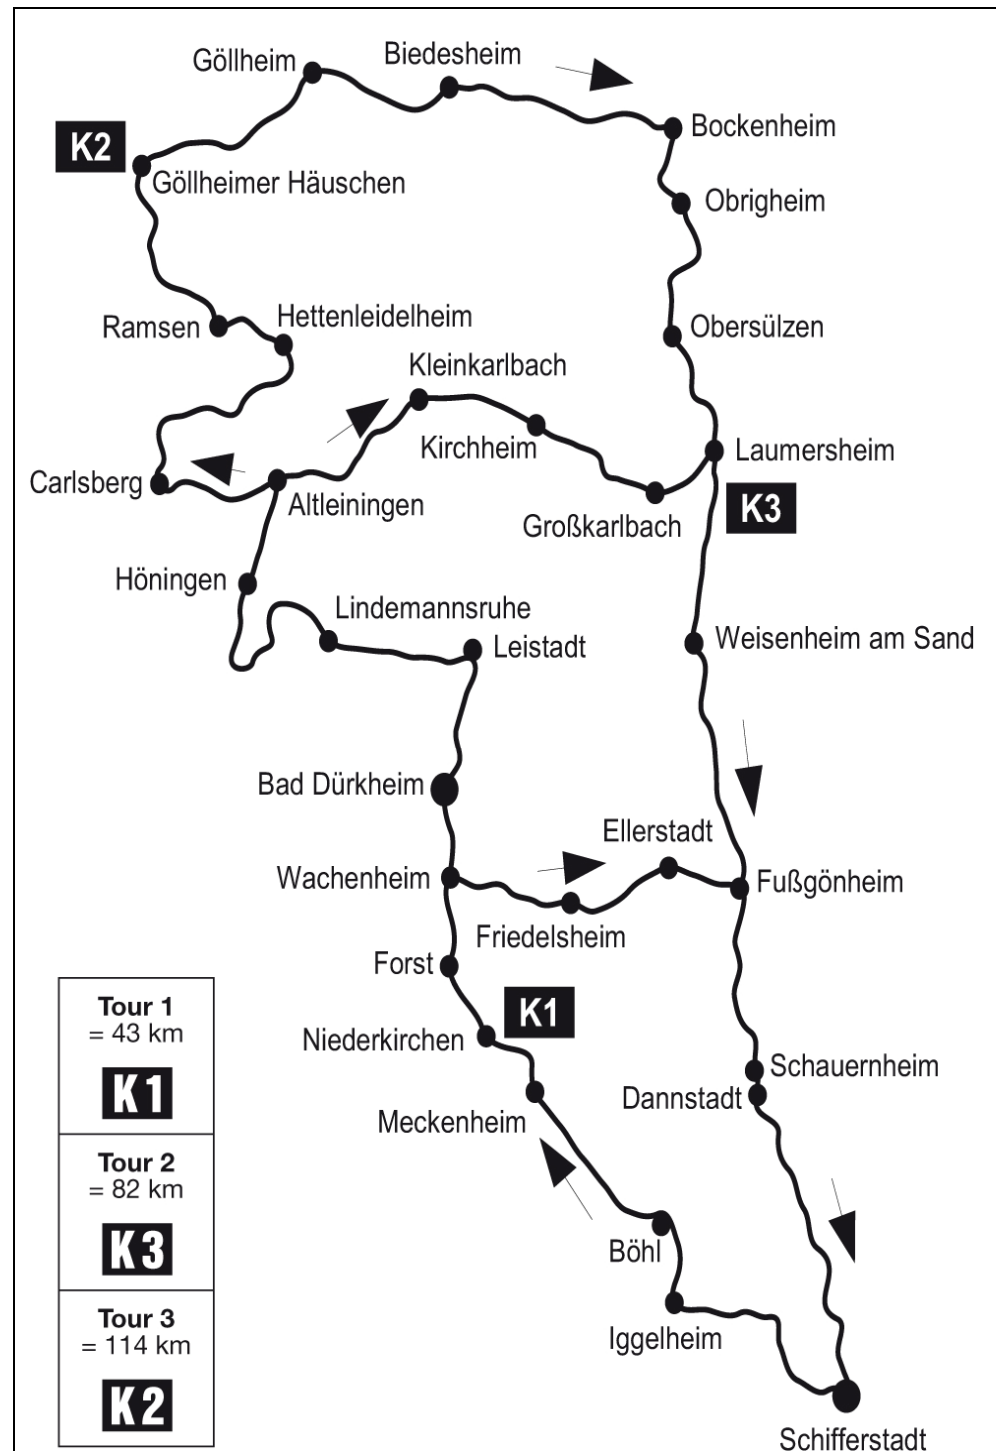 Göllheim
Biedesheim
K2
Bockenheim
Göllheimer Häuschen
Obrigheim
Ramsen
Hettenleidelheim
Obersülzen
Kleinkarlbach
Kirchheim
Laumersheim
Carlsberg
Altleiningen
Großkarlbach
K3
Höningen
Lindemannsruhe
Leistadt
Weisenheim am Sand
Bad Dürkheim
Ellerstadt
Wachenheim
Fußgönheim
Friedelsheim
Forst
K1
Niederkirchen
Schauernheim
Dannstadt
Meckenheim
Böhl
Iggelheim
Schifferstadt
Tour 1
= 43 km
K1
Tour 2
= 82 km
K3
Tour 3
= 114 km
K2